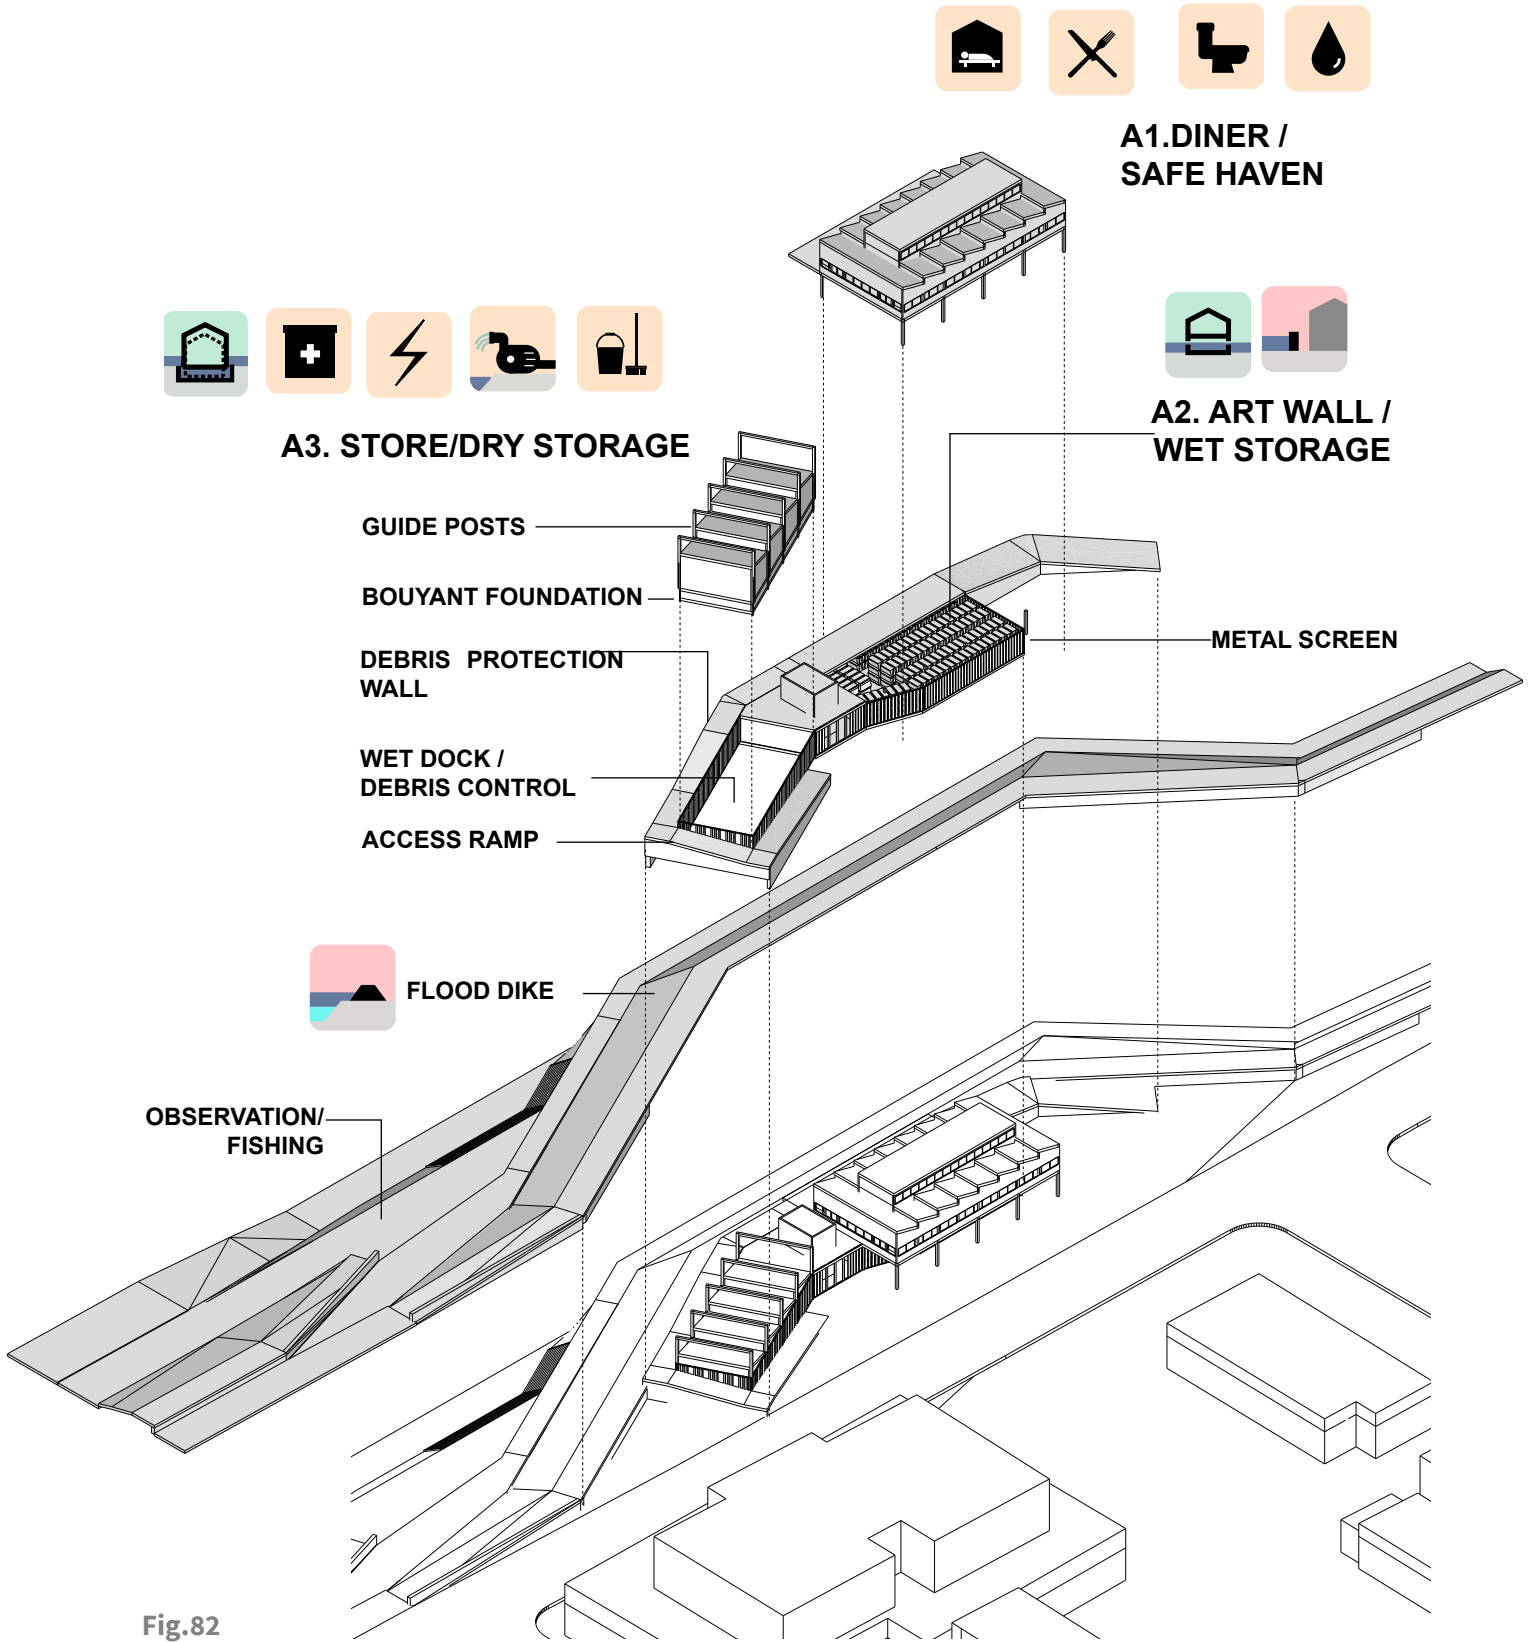 A1.DINER /
SAFE HAVEN
A2. ART WALL /
WET STORAGE
A3. STORE/DRY STORAGE
GUIDE POSTS
BOUYANT FOUNDATION
DEBRIS PROTECTION
WALL
METAL SCREEN
WET DOCK /
DEBRIS CONTROL
ACCESS RAMP
FLOOD DIKE
OBSERVATION/
FISHING
Fig.82